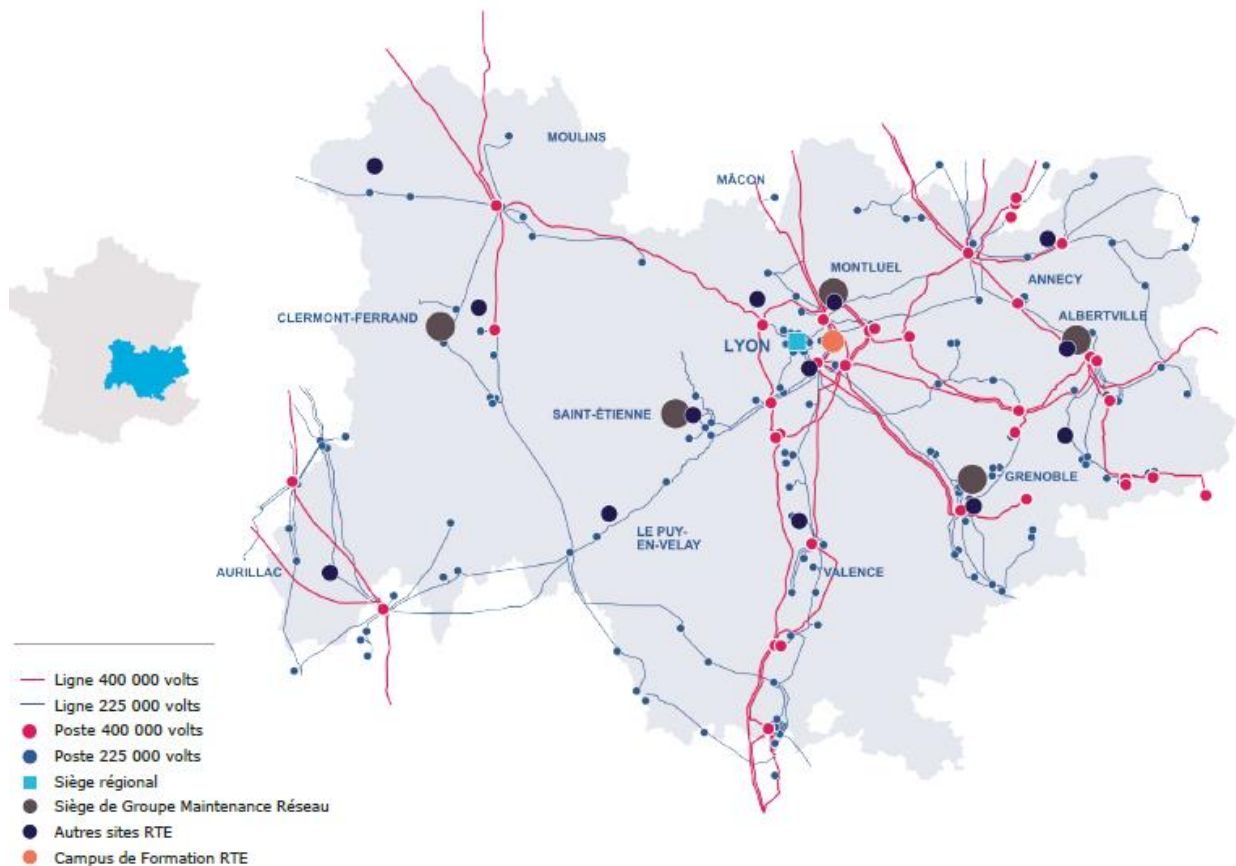 MOULINS
MÂCON
MONTLUEL
ANNECY
CLERMONT-FERRAND
ALBERTVILLE
LYON
SAINT-ÉTIENNE
GRENOBLE
LE PUY-
EN-VELAY
AURILLAC
VALENCE
Ligne 400 000 volts
Ligne 225 000 volts
Poste 400 000 volts
Poste 225 000 volts
Siège régional
Siège de Groupe Maintenance Réseau
Autres sites RTE
Campus de Formation RTE